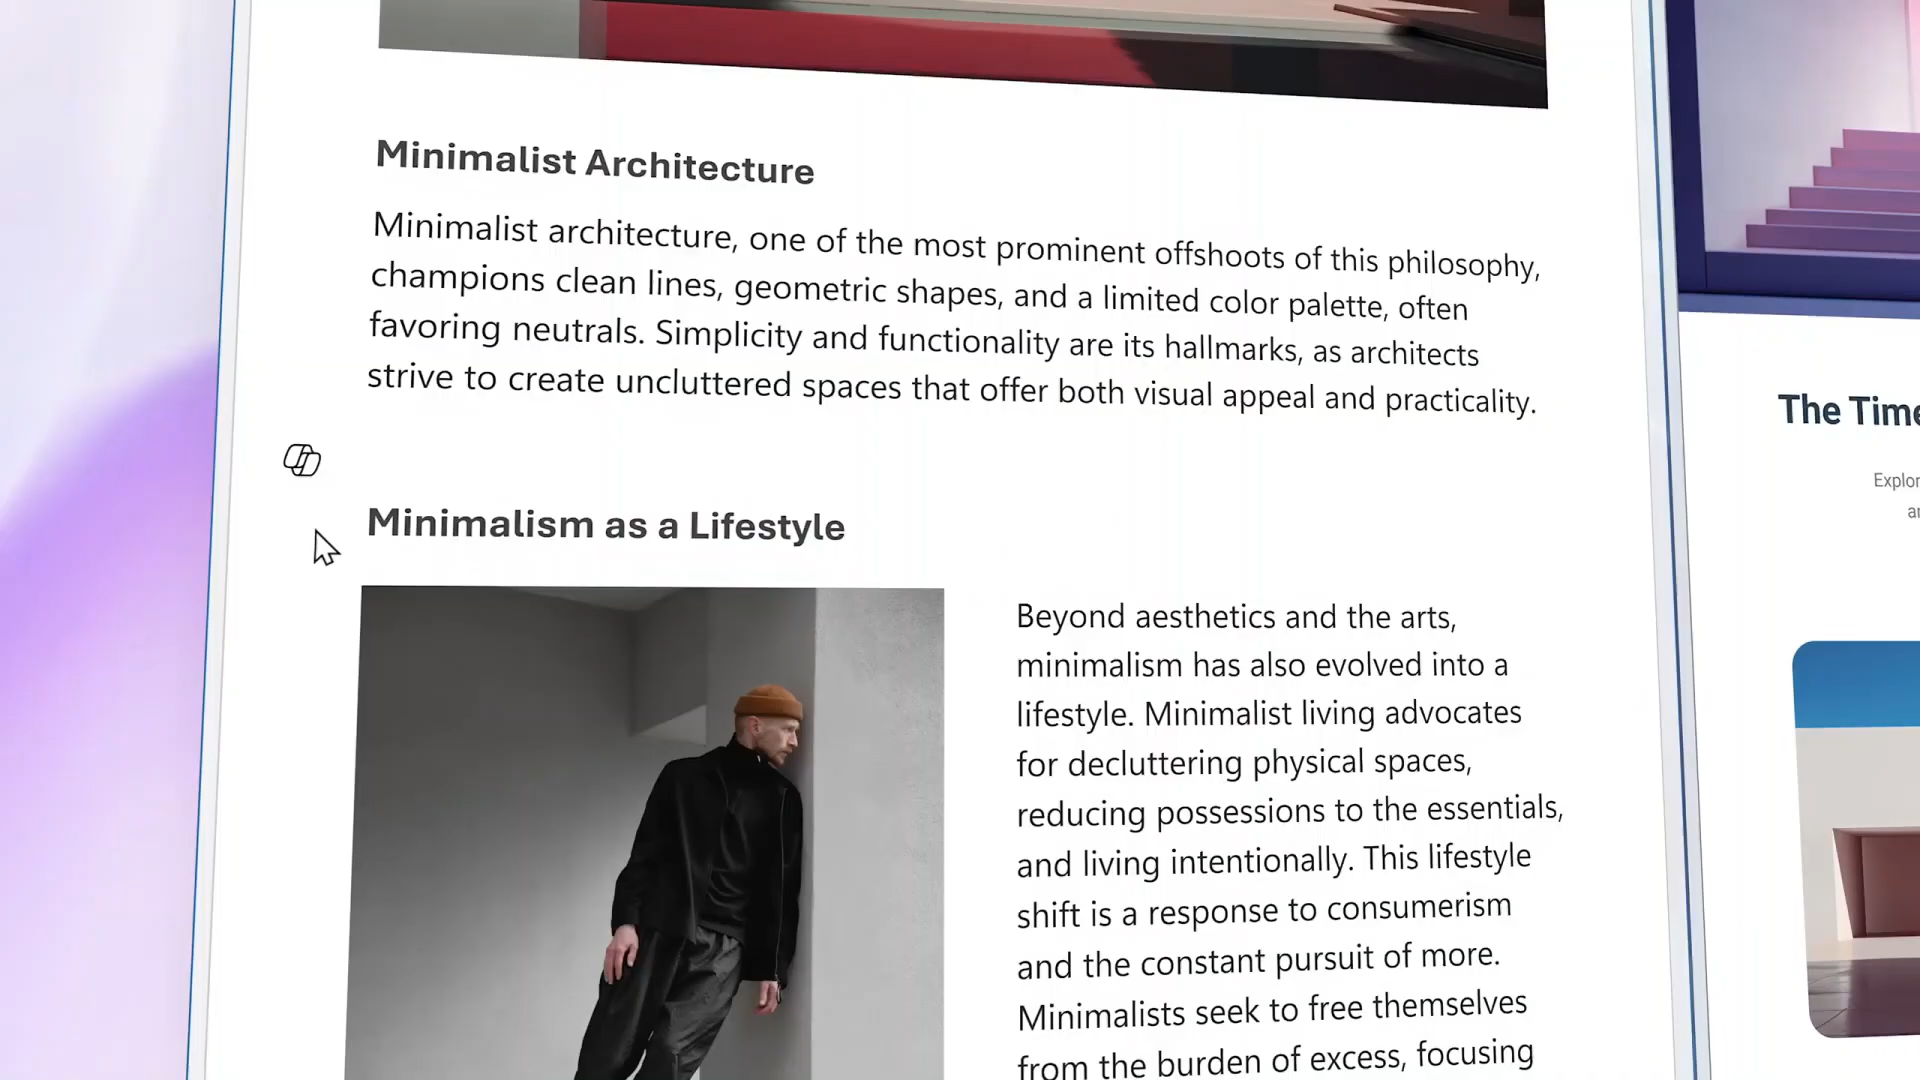 Minimalist Architecture
Minimalist architecture, one of the most prominent offshoots of this philosophy,
champions clean lines, geometric shapes, and a limited color palette, often
favoring neutrals. Simplicity and functionality are its hallmarks, as architects
strive to create uncluttered spaces that offer both visual appeal and practicality.
Minimalism as a Lifestyle
Beyond aesthetics and the arts,
minimalism has also evolved into a
lifestyle. Minimalist living advocates
for decluttering physical spaces,
reducing possessions to the essentials,
and living intentionally. This lifestyle
shift is a response to consumerism
and the constant pursuit of more.
Minimalists seek to free themselves
from the burden of excess, focusing
The